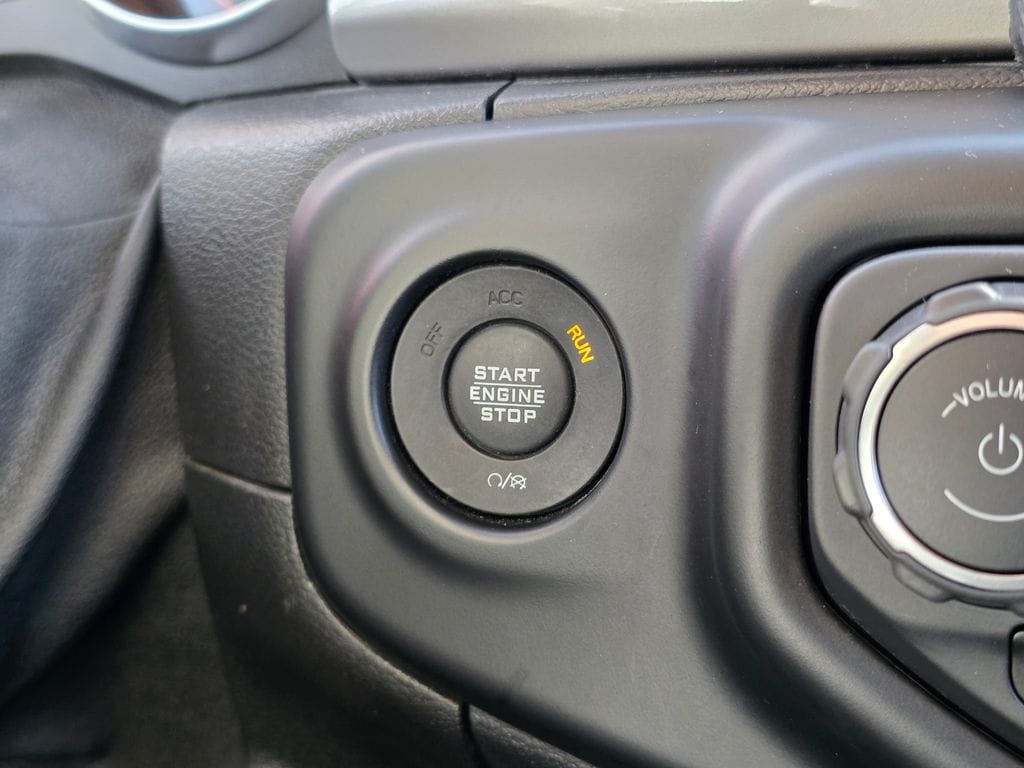 ACC
OFF
RUN
START
ENGINE
STOP
VOLUM